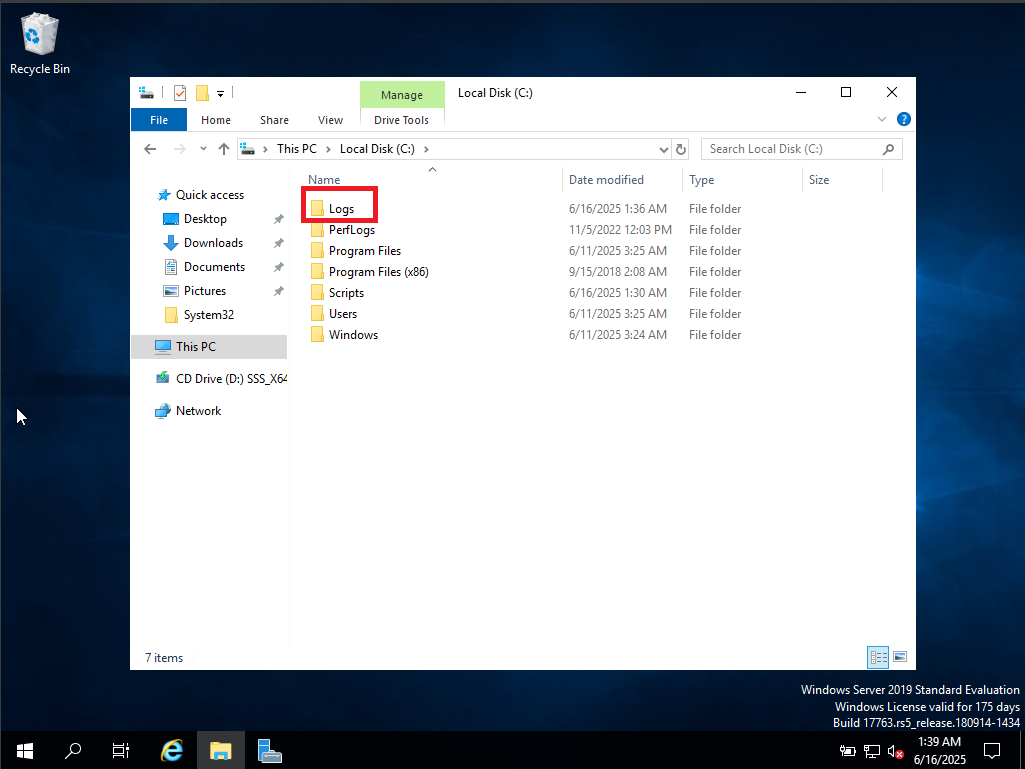 Recycle Bin
Manage
Local Disk (C:)
File
Home
Share
View
Drive Tools
?
This PC
Local Disk (C:)
Search Local Disk (C:)
Name
Date modified
Type
Size
Quick access
Desktop
Downloads
Documents
Pictures
System32
This PC
CD Drive (D:) SSS_X64
Network
Logs 6/16/2025 1:36 AM File folder
PerfLogs 11/5/2022 12:03 PM File folder
Program Files 6/11/2025 3:25 AM File folder
Program Files (x86) 9/15/2018 2:08 AM File folder
Scripts 6/16/2025 1:30 AM File folder
Users 6/11/2025 3:25 AM File folder
Windows 6/11/2025 3:24 AM File folder
7 items
Windows Server 2019 Standard Evaluation
Windows License valid for 175 days
Build 17763.rs5_release.180914-1434
1:39 AM
6/16/2025